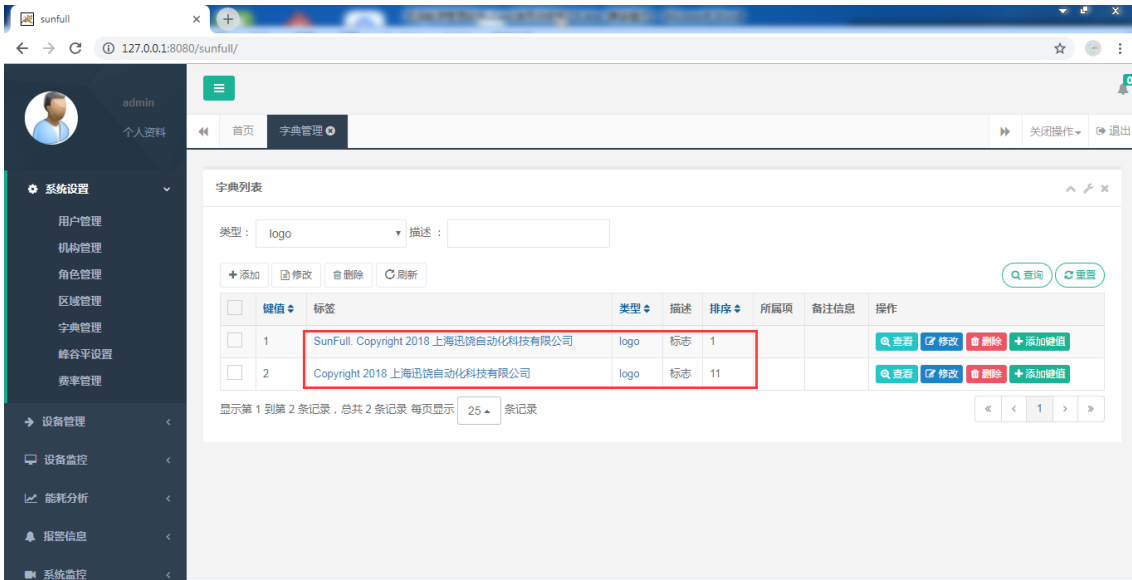 sunfull
127.0.0.1:8080/sunfull/
admin
个人资料
0
首页 字典管理 关闭操作 退出
系统设置
用户管理
机构管理
角色管理
区域管理
字典管理
峰谷平设置
费率管理
设备管理
设备监控
能耗分析
报警信息
系统监控
字典列表
类型： logo 描述 ：
添加 修改 删除 刷新 查询 重置
键值 标签 类型 描述 排序 所属项 备注信息 操作
1 SunFull. Copyright 2018 上海迅饶自动化科技有限公司 logo 标志 1 查看 修改 删除 添加键值
2 Copyright 2018 上海迅饶自动化科技有限公司 logo 标志 11 查看 修改 删除 添加键值
显示第 1 到第 2 条记录，总共 2 条记录 每页显示 25 条记录 « ‹ 1 › »